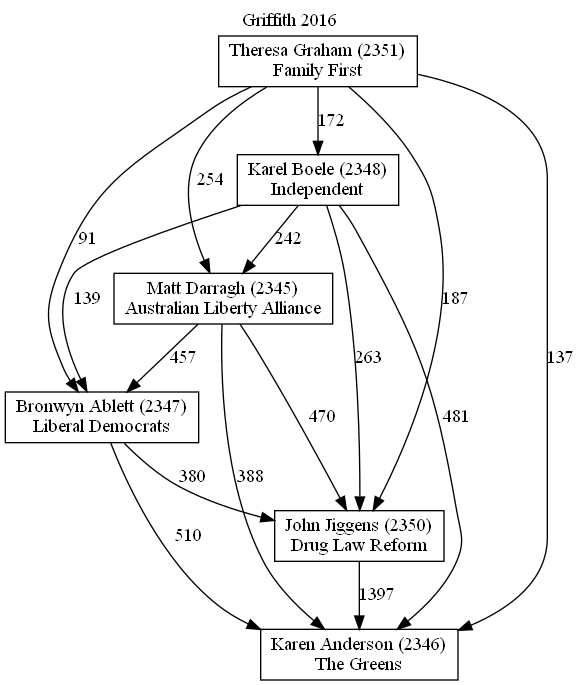 Griffith 2016
Theresa Graham (2351)
Family First
172
Karel Boele (2348)
Independent
254
91
242
139
187
Matt Darragh (2345)
Australian Liberty Alliance
457
263
137
Bronwyn Ablett (2347)
Liberal Democrats
470
481
380
388
510
John Jiggens (2350)
Drug Law Reform
1397
Karen Anderson (2346)
The Greens